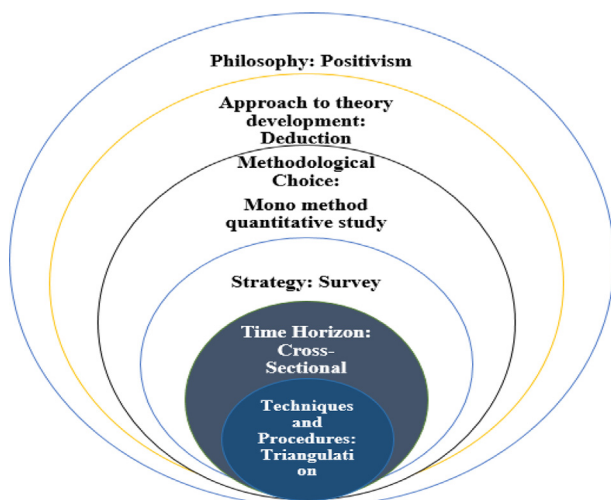 Philosophy: Positivism
Approach to theory
development:
Deduction
Methodological
Choice:
Mono method
quantitative study
Strategy: Survey
Time Horizon:
Cross-
Sectional
Techniques
and
Procedures:
Triangulati
on